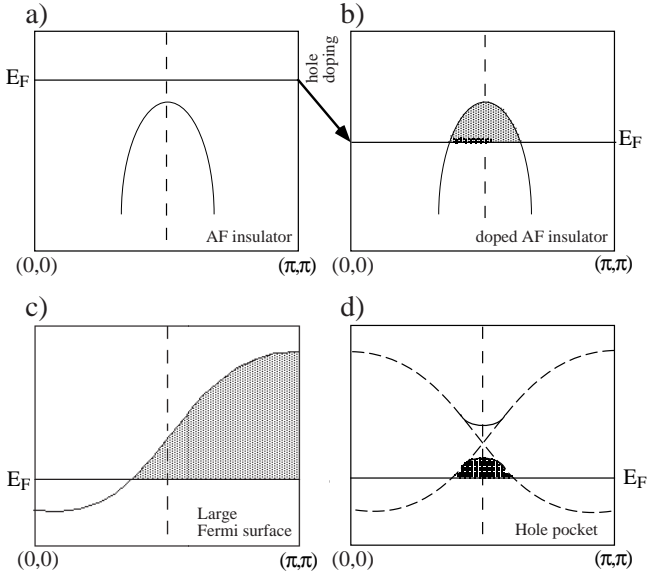 a)
E_F
AF insulator
(0,0)
(π,π)
hole
doping
b)
E_F
doped AF insulator
(0,0)
(π,π)
c)
E_F
Large
Fermi surface
(0,0)
(π,π)
d)
E_F
Hole pocket
(0,0)
(π,π)